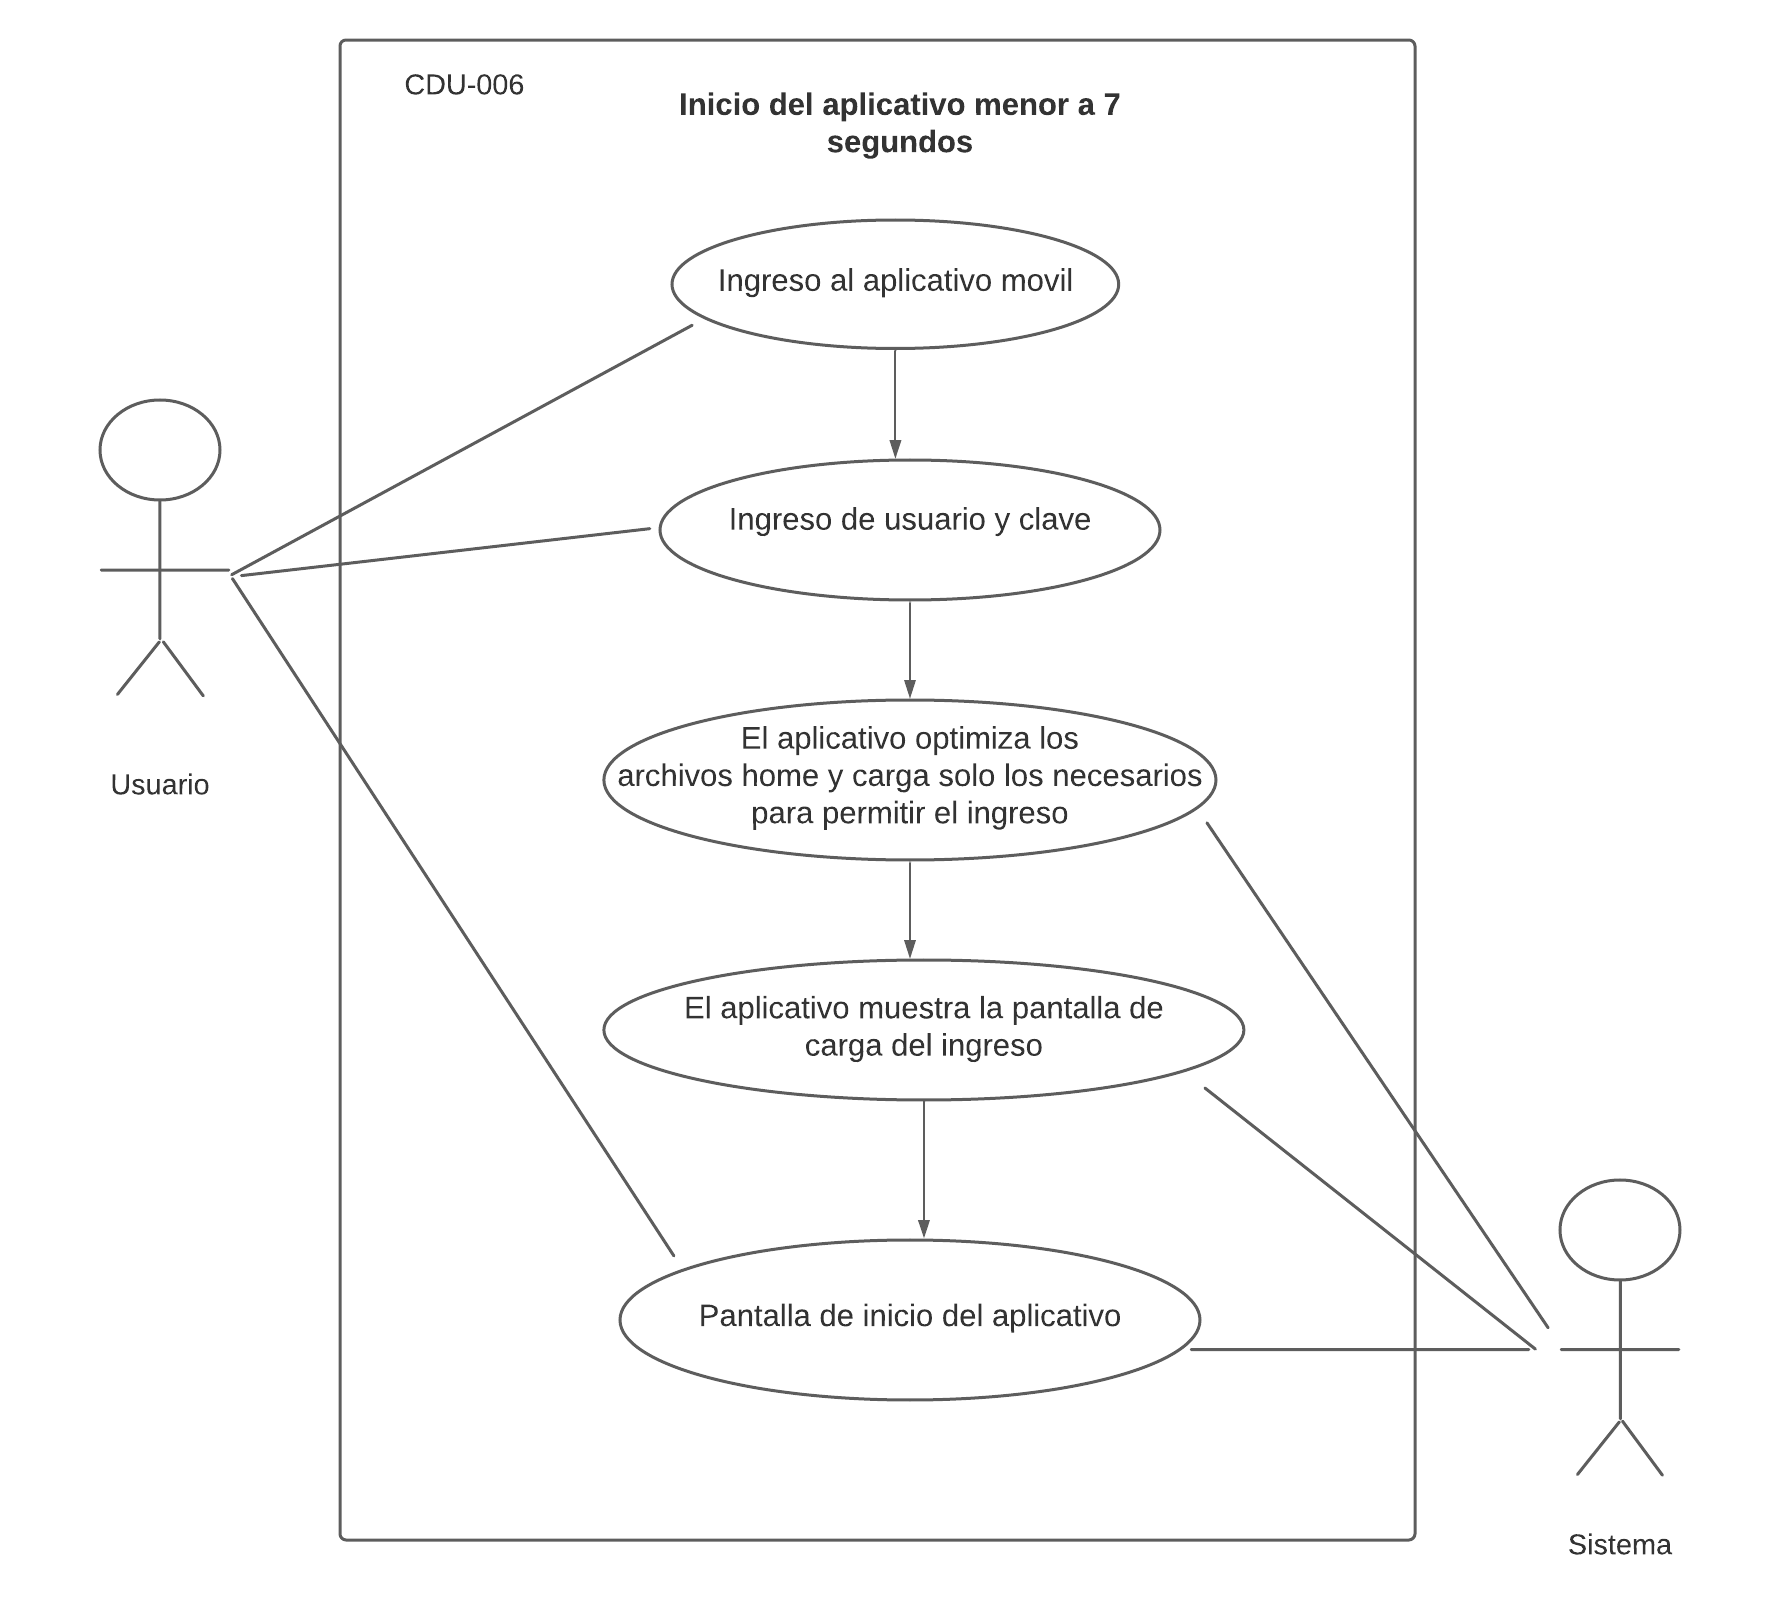 CDU-006
Inicio del aplicativo menor a 7
segundos
Ingreso al aplicativo movil
Ingreso de usuario y clave
El aplicativo optimiza los
archivos home y carga solo los necesarios
para permitir el ingreso
Usuario
El aplicativo muestra la pantalla de
carga del ingreso
Pantalla de inicio del aplicativo
Sistema